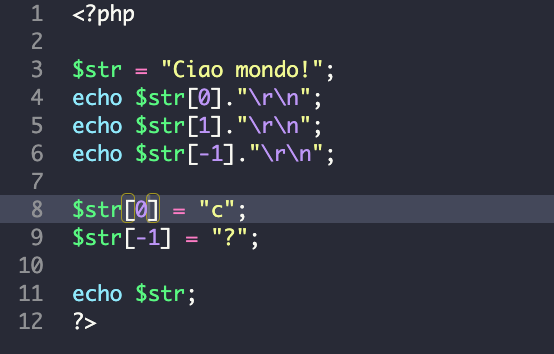 1 <?php
2
3 $str = "Ciao mondo!";
4 echo $str[0]."\r\n";
5 echo $str[1]."\r\n";
6 echo $str[-1]."\r\n";
7
8 $str[0] = "c";
9 $str[-1] = "?";
10
11 echo $str;
12 ?>